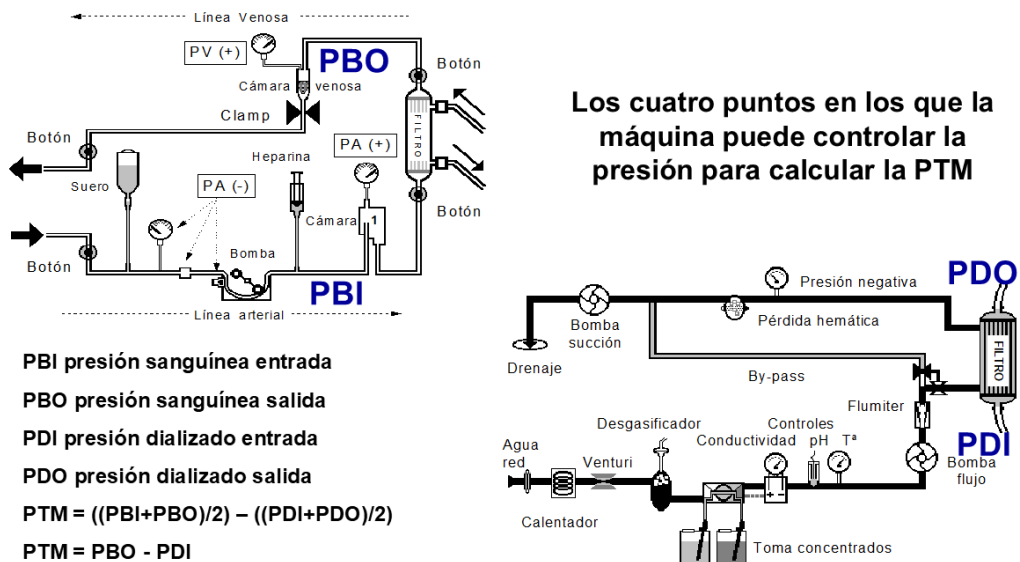 Línea Venosa
PV (+)
PBO
Botón
Cámara venosa
Clamp
Botón
FILTRO
PA (+)
Heparina
Suero
PA (-)
Cámara 1
Botón
Bomba
Botón
PBI
Línea arterial
Los cuatro puntos en los que la
máquina puede controlar la
presión para calcular la PTM
PBI presión sanguínea entrada
PBO presión sanguínea salida
PDI presión dializado entrada
PDO presión dializado salida
PTM = ((PBI+PBO)/2) – ((PDI+PDO)/2)
PTM = PBO - PDI
PDO
Presión negativa
Bomba
succión
Pérdida hemática
FILTRO
Drenaje
By-pass
Flumiter
PDI
Desgasificador
Controles
Conductividad pH Tª
Agua
red
Venturi
Bomba
flujo
Calentador
+ -
Toma concentrados